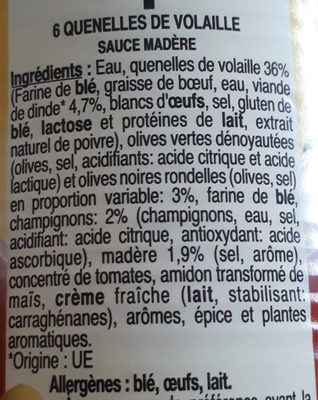 6 QUENELLES DE VOLAILLE
SAUCE MADÈRE
Ingrédients : Eau, quenelles de volaille 36%
(Farine de blé, graisse de bœuf, eau, viande
de dinde* 4,7%, blancs d'œufs, sel, gluten de
blé, lactose et protéines de lait, extrait
naturel de poivre), olives vertes dénoyautées
(olives, sel, acidifiants: acide citrique et acide
lactique) et olives noires rondelles (olives, sel)
en proportion variable: 3%, farine de blé,
champignons: 2% (champignons, eau, sel,
acidifiant: acide citrique, antioxydant: acide
ascorbique), madère 1,9% (sel, arôme),
concentré de tomates, amidon transformé de
maïs, crème fraîche (lait, stabilisant:
carraghénanes), arômes, épice et plantes
aromatiques.
*Origine : UE
Allergènes : blé, œufs, lait.
de préférence avant la